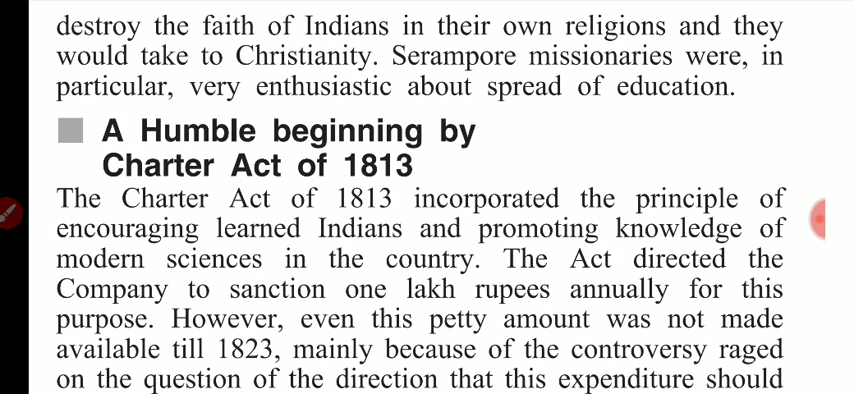 destroy the faith of Indians in their own religions and they
would take to Christianity. Serampore missionaries were, in
particular, very enthusiastic about spread of education.
A Humble beginning by
Charter Act of 1813
The Charter Act of 1813 incorporated the principle of
encouraging learned Indians and promoting knowledge of
modern sciences in the country. The Act directed the
Company to sanction one lakh rupees annually for this
purpose. However, even this petty amount was not made
available till 1823, mainly because of the controversy raged
on the question of the direction that this expenditure should